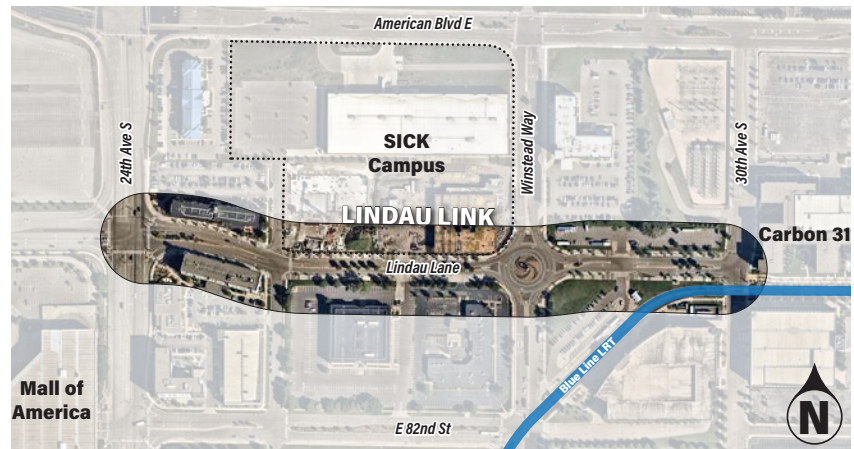 American Blvd E
24th Ave S
SICK
Campus
Winstead Way
30th Ave S
LINDAU LINK
Carbon 31
Lindau Lane
Blue Line LRT
Mall of
America
E 82nd St
N